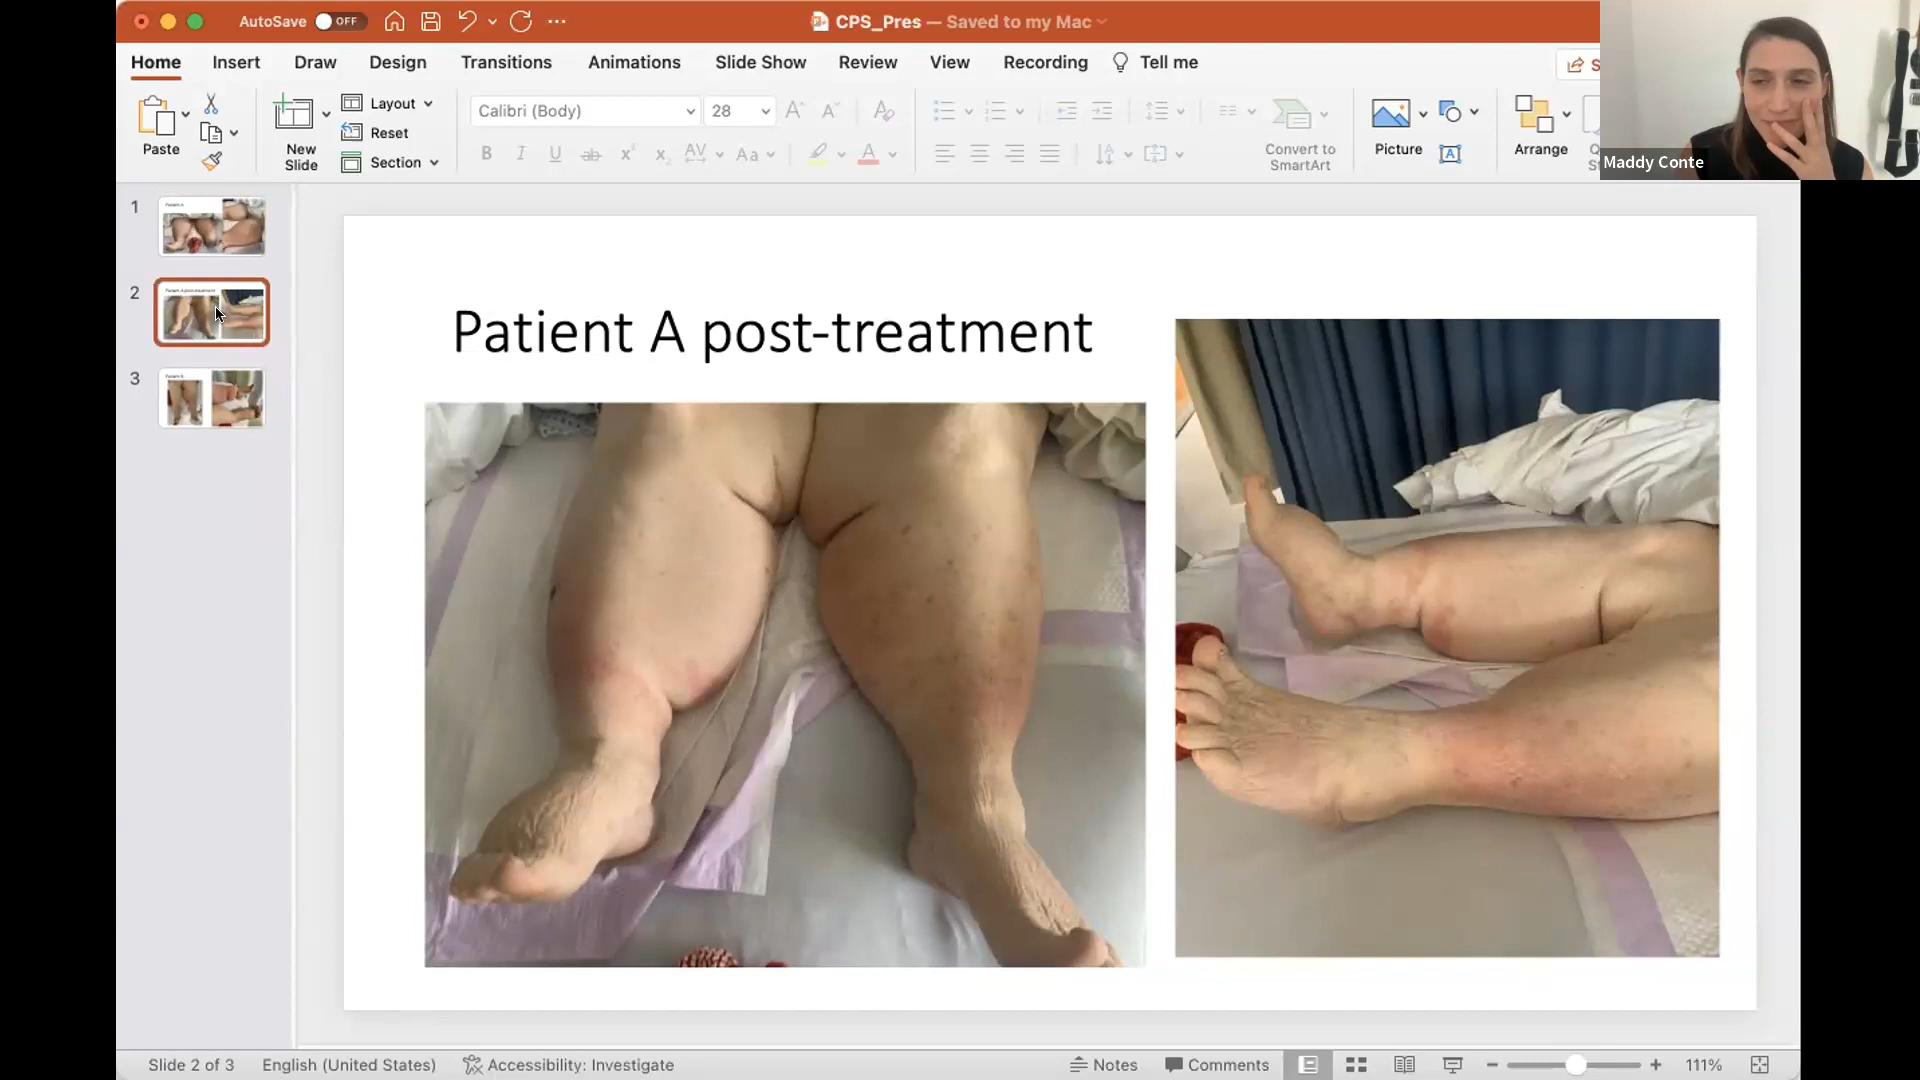 AutoSave OFF
CPS_Pres — Saved to my Mac
Home Insert Draw Design Transitions Animations Slide Show Review View Recording Tell me
Paste
New Slide
Layout
Reset
Section
Calibri (Body) 28
Convert to SmartArt
Picture
Arrange
Maddy Conte
1
2
3
Patient A post-treatment
Slide 2 of 3 English (United States) Accessibility: Investigate Notes Comments 111%